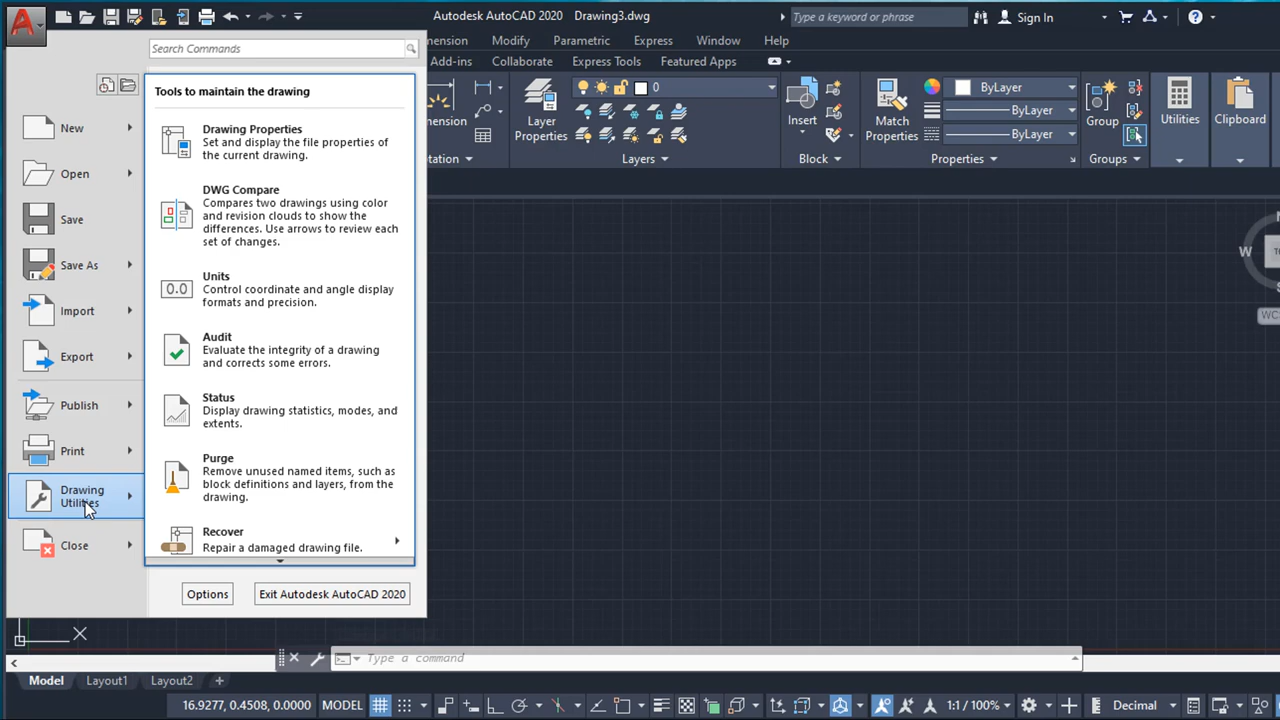 Autodesk AutoCAD 2020 Drawing3.dwg
Type a keyword or phrase
Sign In
Modify
Parametric
Express
Window
Help
Add-ins
Collaborate
Express Tools
Featured Apps
Search Commands
Tools to maintain the drawing
New
Open
Save
Save As
Import
Export
Publish
Print
Drawing
Utilities
Close
Drawing Properties
Set and display the file properties of
the current drawing.
DWG Compare
Compares two drawings using color
and revision clouds to show the
differences. Use arrows to review each
set of changes.
Units
0.0
Control coordinate and angle display
formats and precision.
Audit
Evaluate the integrity of a drawing
and corrects some errors.
Status
Display drawing statistics, modes, and
extents.
Purge
Remove unused named items, such as
block definitions and layers, from the
drawing.
Recover
Repair a damaged drawing file.
Options
Exit Autodesk AutoCAD 2020
Layer
Properties
0
Layers
Insert
Block
Match
Properties
ByLayer
ByLayer
ByLayer
Properties
Group
Groups
Utilities
Clipboard
W
X
Type a command
Model
Layout1
Layout2
16.9277, 0.4508, 0.0000
MODEL
1:1 / 100%
Decimal